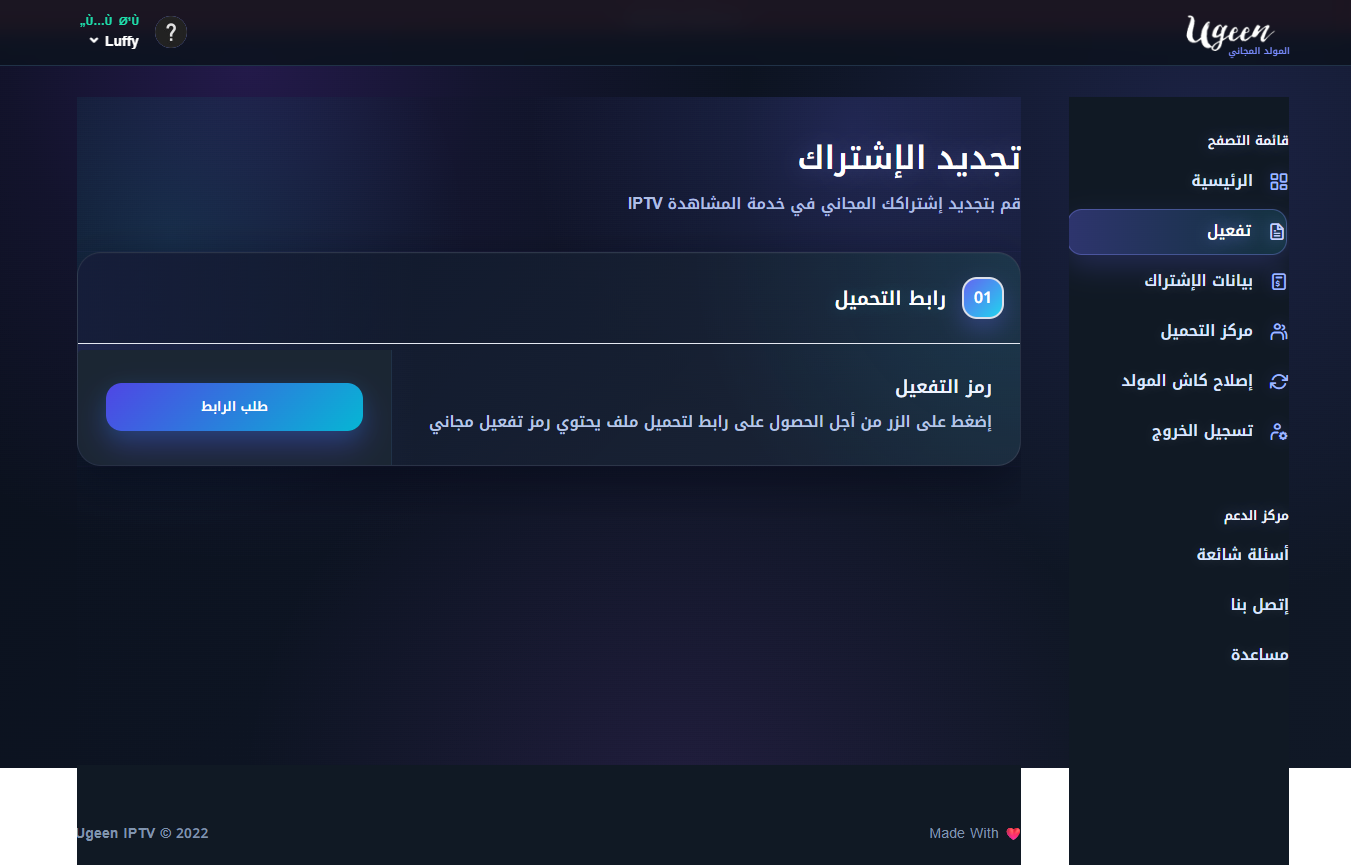 Ugeen
المولد المجاني
?
Ù…Ù Ø¹Ù„
Luffy
قائمة التصفح
الرئيسية
تفعيل
بيانات الإشتراك
مركز التحميل
إصلاح كاش المولد
تسجيل الخروج
مركز الدعم
أسئلة شائعة
إتصل بنا
مساعدة
تجديد الإشتراك
قم بتجديد إشتراكك المجاني في خدمة المشاهدة IPTV
01
رابط التحميل
رمز التفعيل
إضغط على الزر من أجل الحصول على رابط لتحميل ملف يحتوي رمز تفعيل مجاني
طلب الرابط
Made With ❤
Ugeen IPTV © 2022